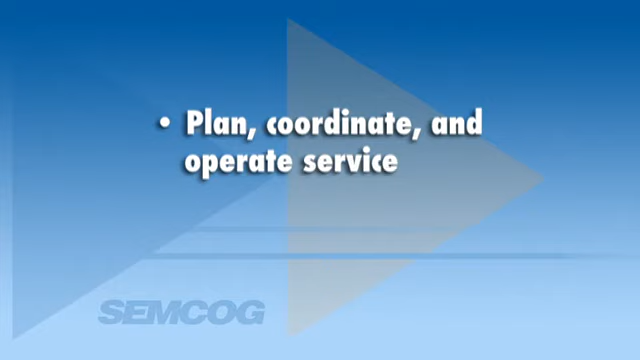 • Plan, coordinate, and
operate service
SEMCOG